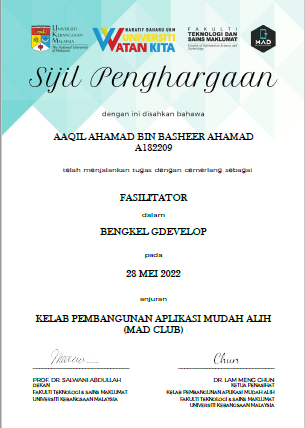 UNIVERSITI
KEBANGSAAN
MALAYSIA
The National University
of Malaysia
NARATIF BAHARU UKM
UNIVERSITI
WATAN KITA
FAKULTI
TEKNOLOGI DAN
SAINS MAKLUMAT
Faculty of Information Science and
Technology
MAD
Sijil Penghargaan
dengan ini disahkan bahawa
AAQIL AHAMAD BIN BASHEER AHAMAD
A182209
telah menjalankan tugas dengan cemerlang sebagai
FASILITATOR
dalam
BENGKEL GDEVELOP
pada
28 MEI 2022
anjuran
KELAB PEMBANGUNAN APLIKASI MUDAH ALIH
(MAD CLUB)
Chun
PROF. DR. SALWANI ABDULLAH
DEKAN
FAKULTI TEKNOLOGI & SAINS MAKLUMAT
UNIVERSITI KEBANGSAAN MALAYSIA
DR. LAM MENG CHUN
KETUA PENASIHAT
KELAB PEMBANGUNAN APLIKASI MUDAH ALIH
FAKULTI TEKNOLOGI & SAINS MAKLUMAT
UNIVERSITI KEBANGSAAN MALAYSIA